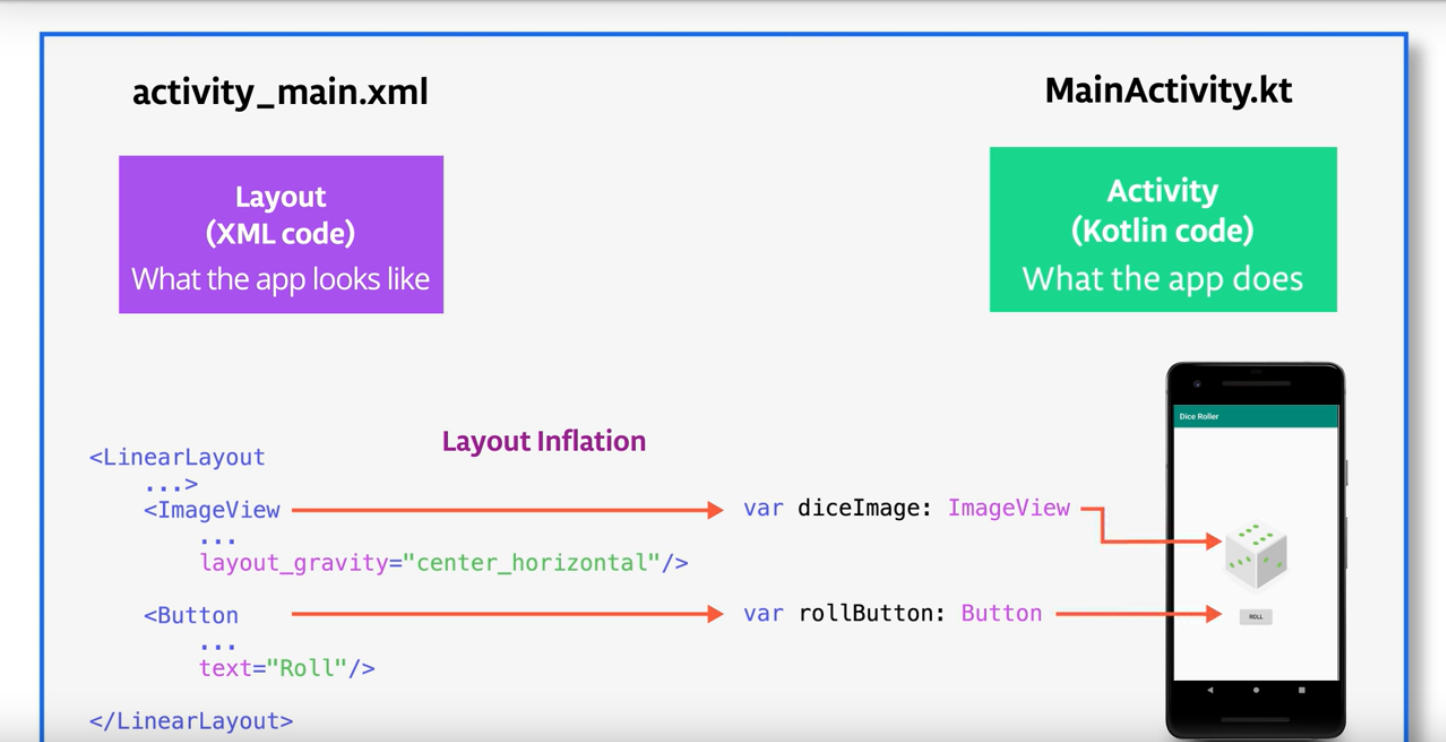 activity_main.xml
MainActivity.kt
Layout
(XML code)
What the app looks like
Activity
(Kotlin code)
What the app does
Dice Roller
Layout Inflation
<LinearLayout
...>
<ImageView
var diceImage: ImageView
...
layout_gravity="center_horizontal"/>
<Button
var rollButton: Button
ROLL
...
text="Roll"/>
</LinearLayout>